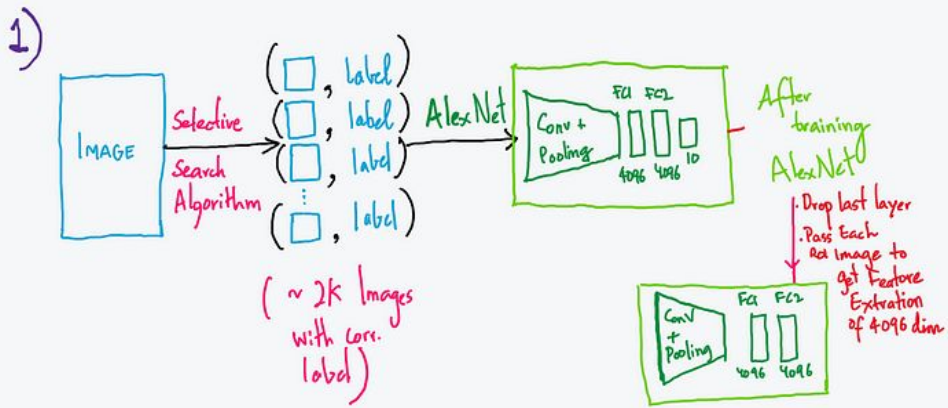 1)
IMAGE
Selective
Search
Algorithm
( , label)
( , label)
( , label)
( , label)
(~ 2K Images
with corr.
label)
AlexNet
Conv +
Pooling
FC1 FC2
4096 4096 10
After
training
AlexNet
. Drop last layer
. Pass Each
RoI image to
get Feature
Extration
of 4096 dim
Conv
+
Pooling
FC1 FC2
4096 4096